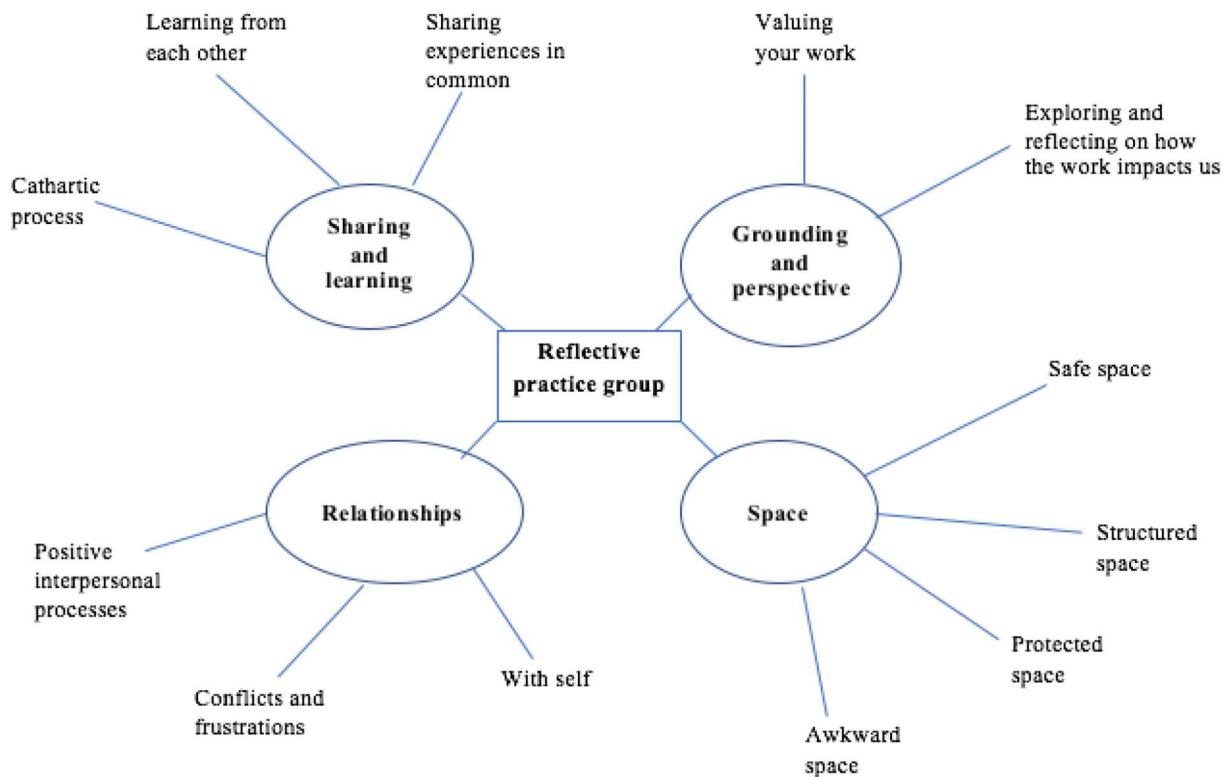 Learning from
each other
Sharing
experiences in
common
Valuing
your work
Exploring and
reflecting on how
the work impacts us
Cathartic
process
Sharing
and
learning
Grounding
and
perspective
Reflective
practice group
Safe space
Relationships
Space
Structured
space
Positive
interpersonal
processes
Protected
space
With self
Conflicts and
frustrations
Awkward
space